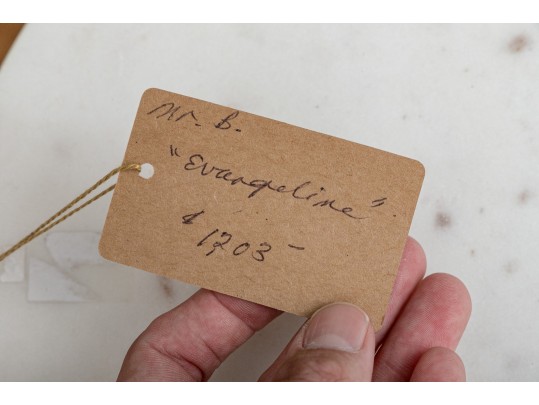 Mr. B.
"Evangeline".
$
1203-